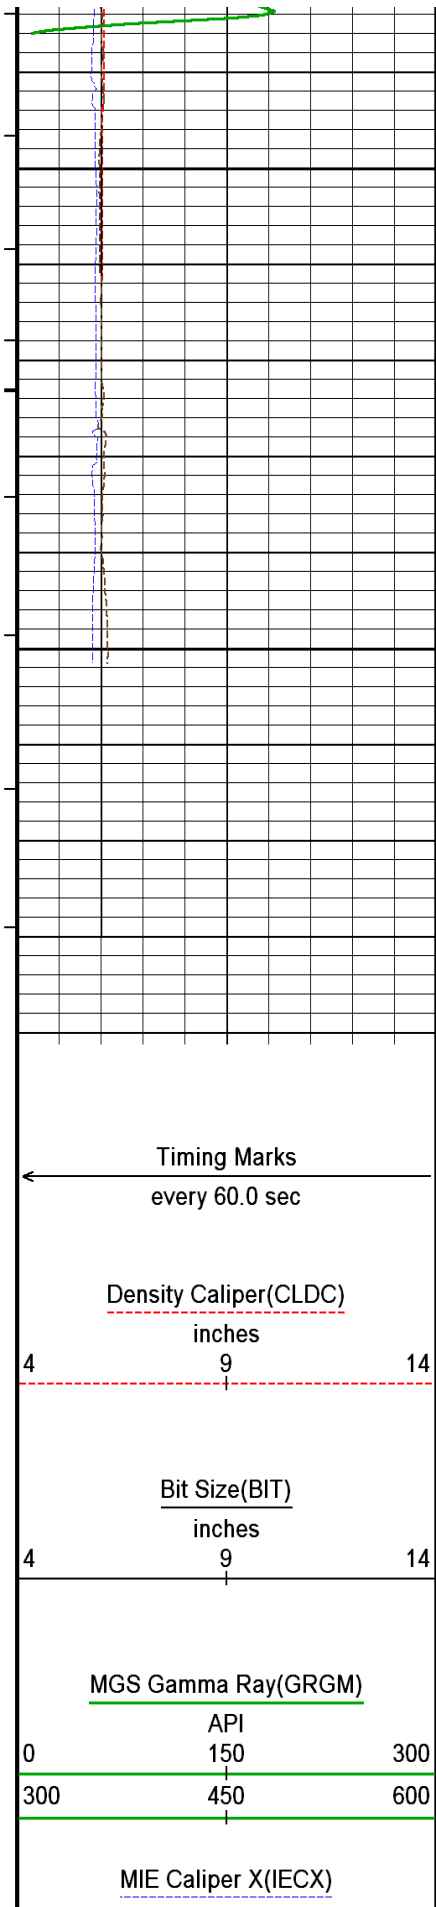 Timing Marks
every 60.0 sec
Density Caliper(CLDC)
inches
4 9 14
Bit Size(BIT)
inches
4 9 14
MGS Gamma Ray(GRGM)
API
0 150 300
300 450 600
MIE Caliper X(IECX)